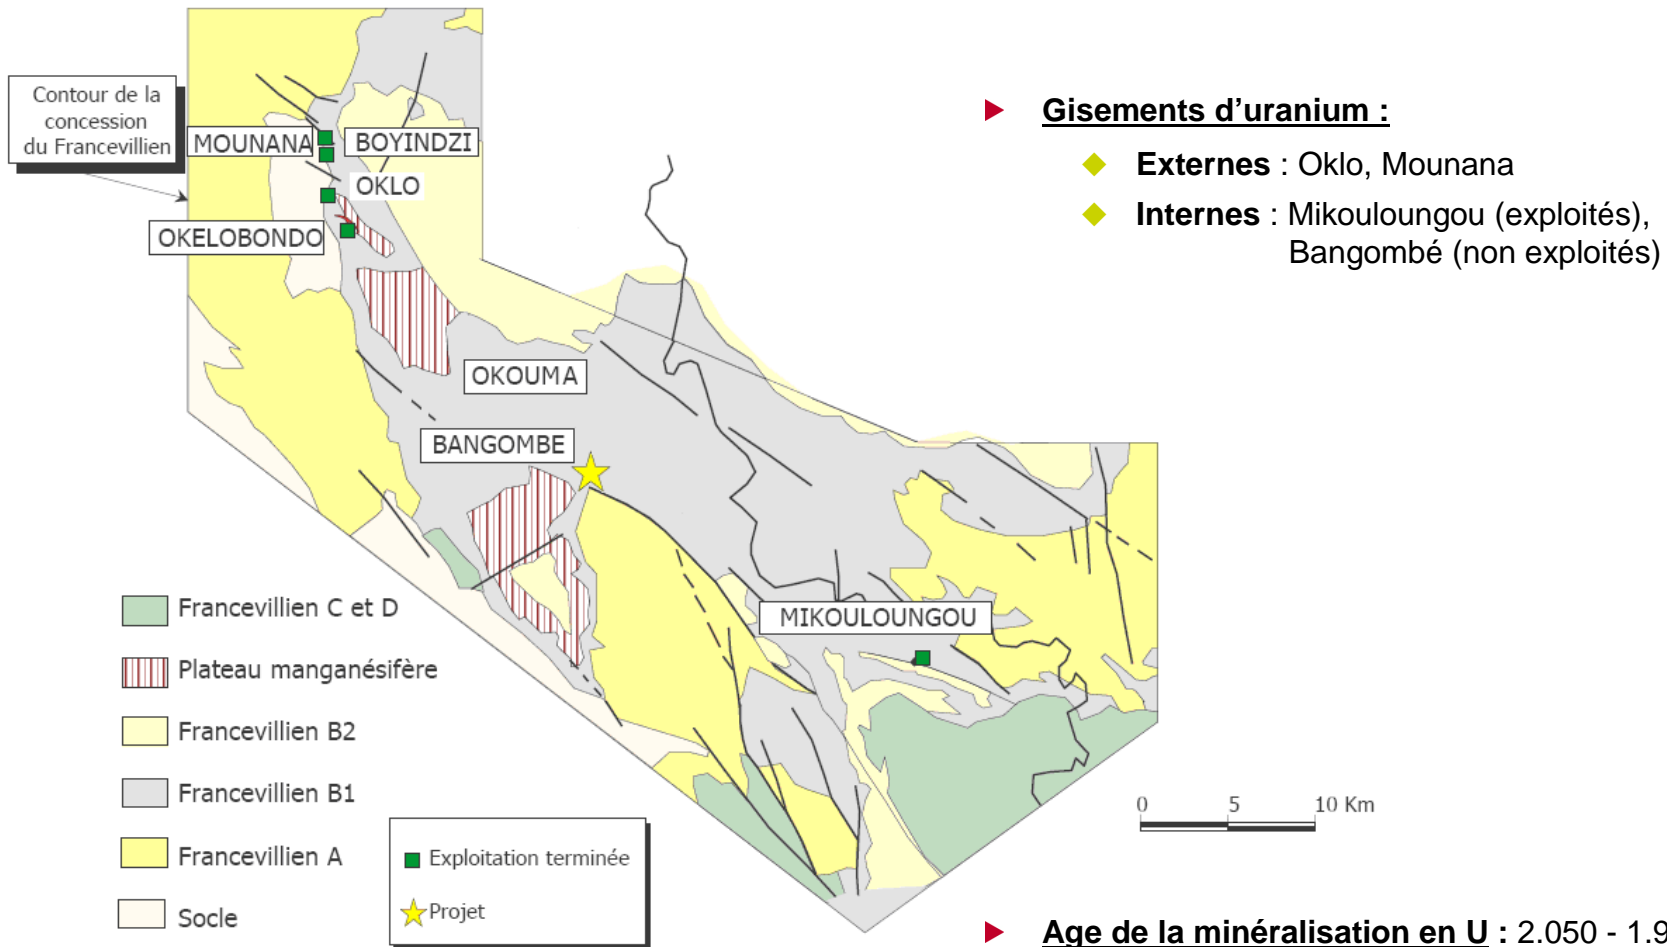 Contour de la
concession
du Francevillien
MOUNANA
BOYINDZI
OKLO
OKELOBONDO
OKOUMA
BANGOMBE
MIKOULOUNGOU
Francevillien C et D
Plateau manganésifère
Francevillien B2
Francevillien B1
Francevillien A
Socle
Exploitation terminée
Projet
0 5 10 Km
Gisements d'uranium :
Externes : Oklo, Mounana
Internes : Mikouloungou (exploités),
Bangombé (non exploités)
Age de la minéralisation en U : 2.050 - 1.9